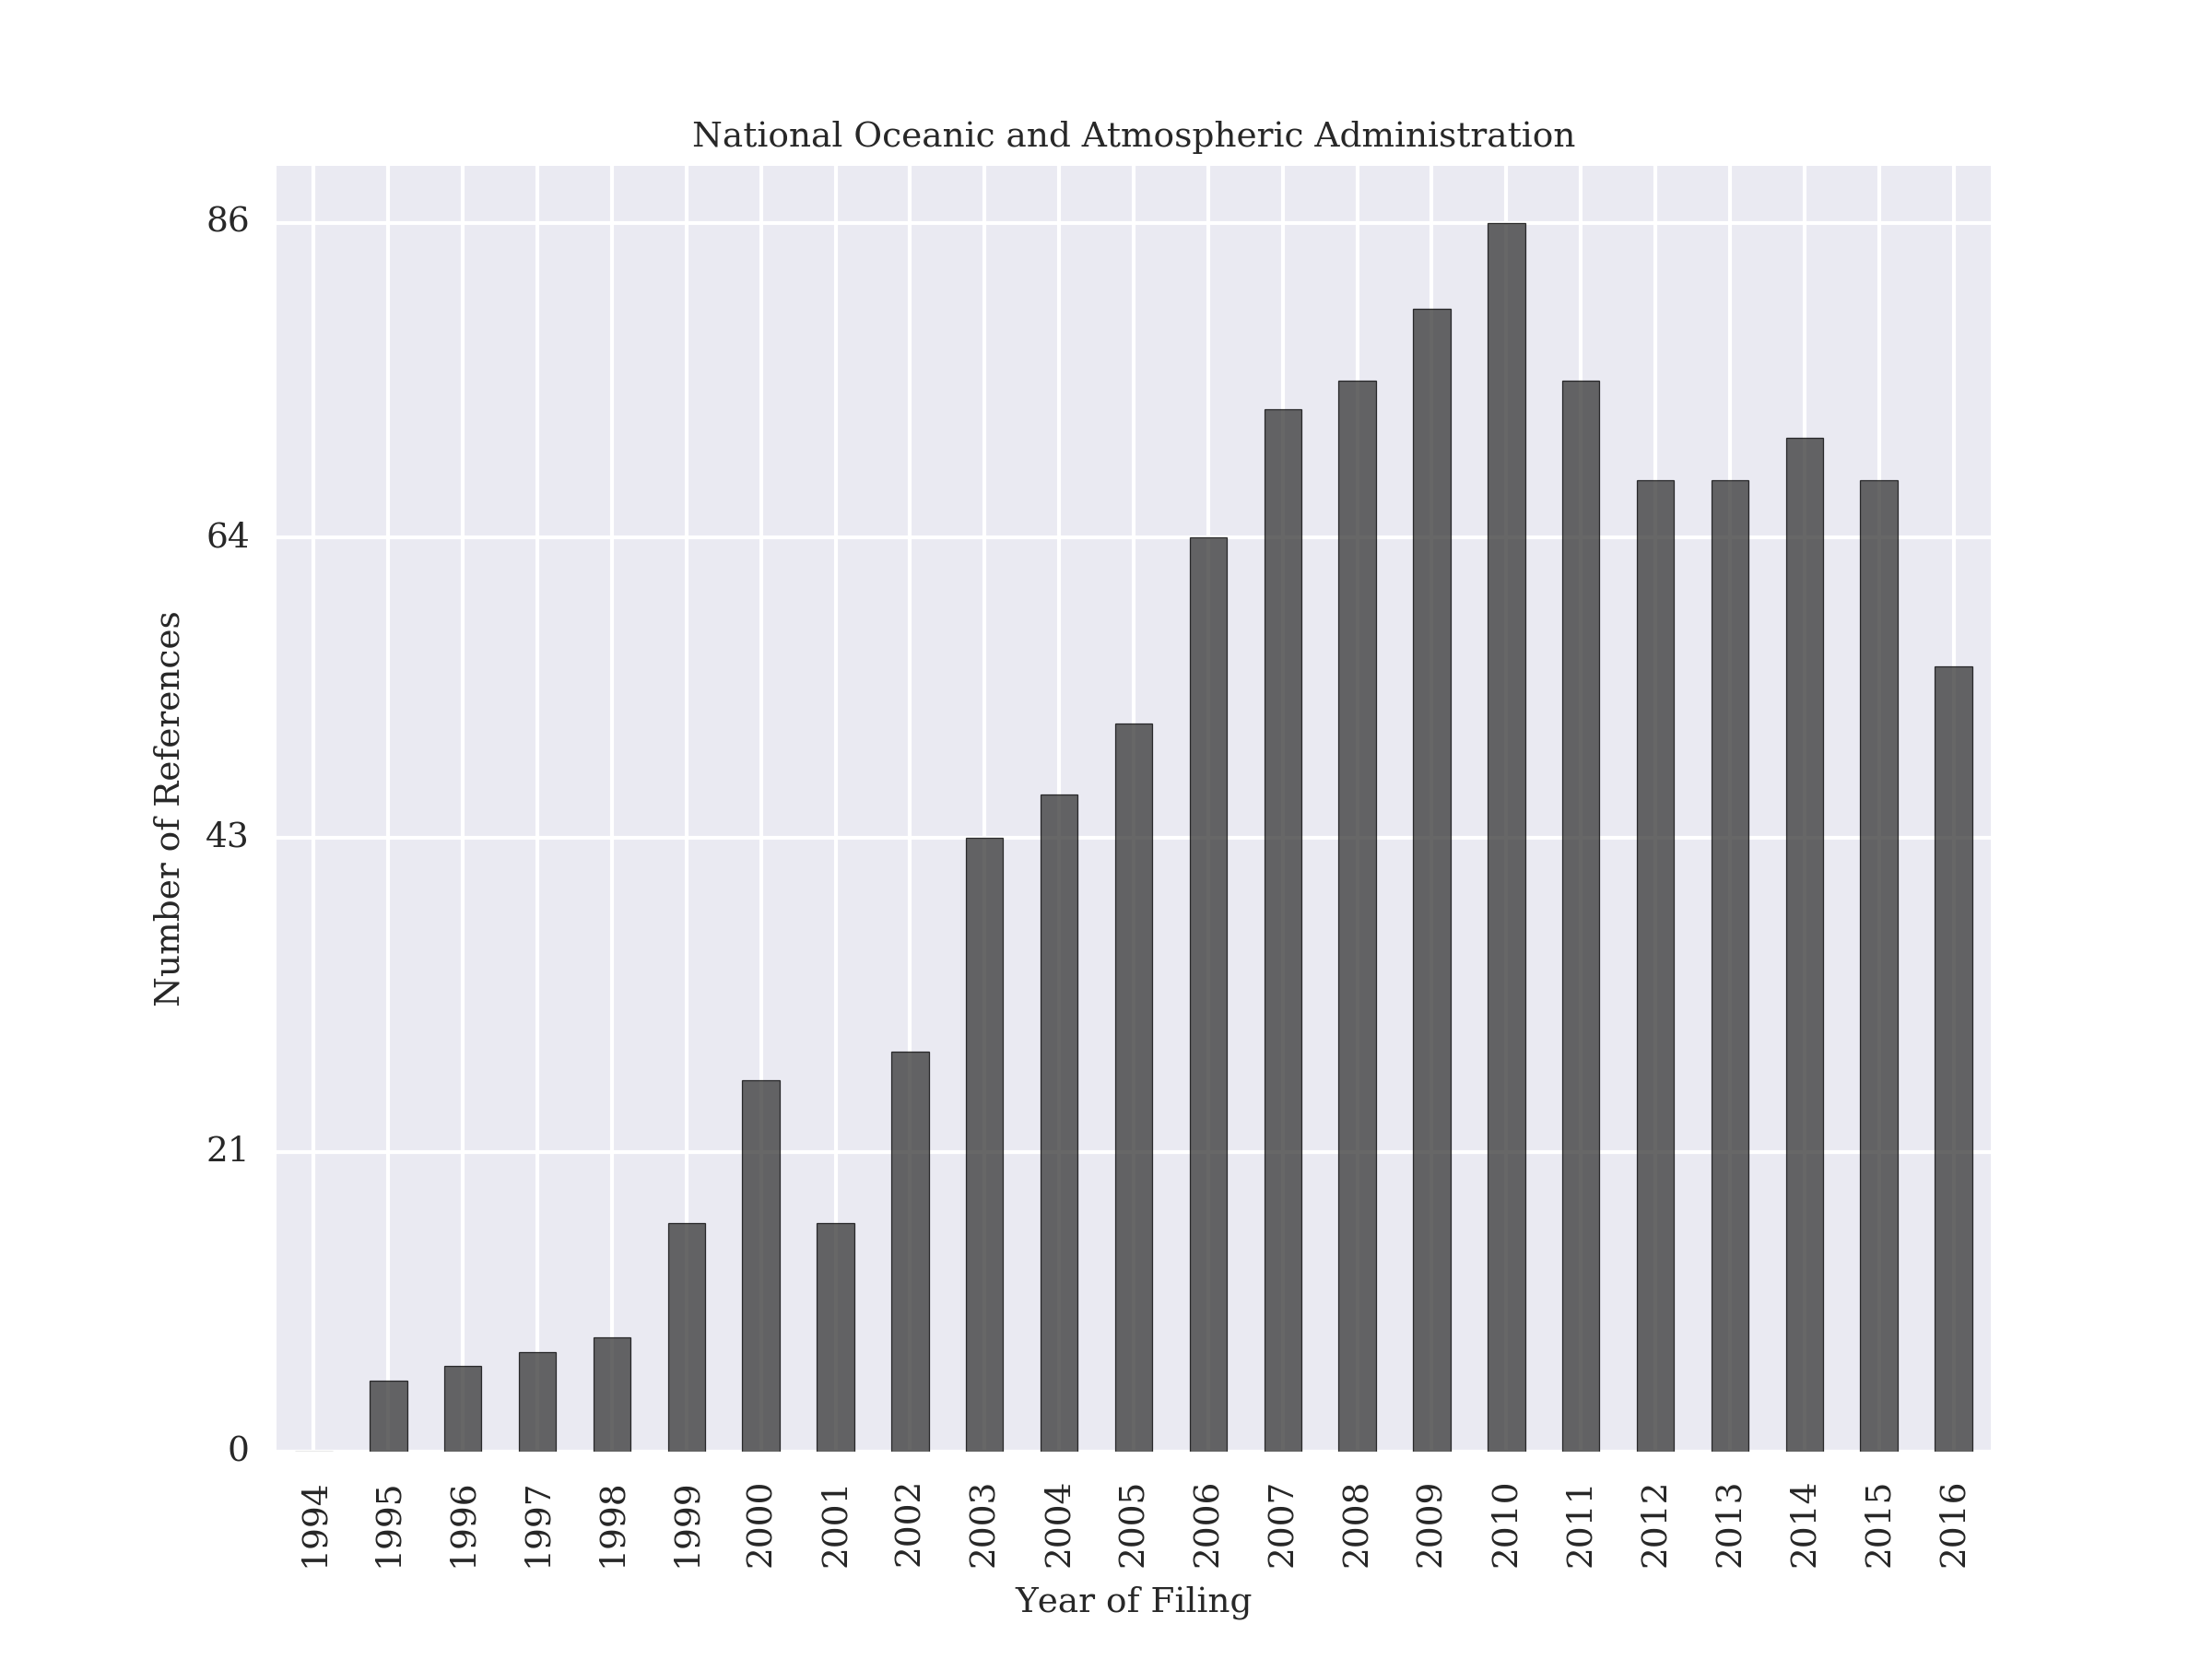 National Oceanic and Atmospheric Administration
86
64
43
21
0
Number of References
1994 1995 1996 1997 1998 1999 2000 2001 2002 2003 2004 2005 2006 2007 2008 2009 2010 2011 2012 2013 2014 2015 2016
Year of Filing